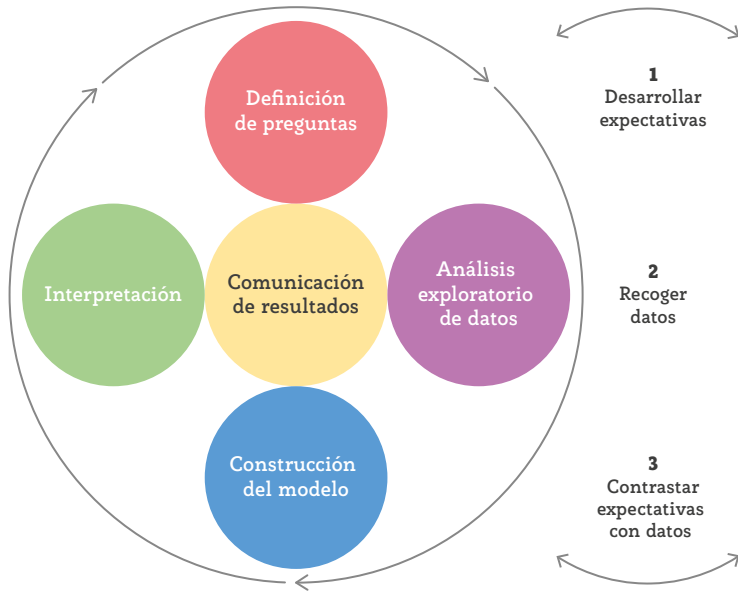 Definición
de preguntas
Interpretación
Comunicación
de resultados
Análisis
exploratorio
de datos
Construcción
del modelo
1
Desarrollar
expectativas
2
Recoger
datos
3
Contrastar
expectativas
con datos